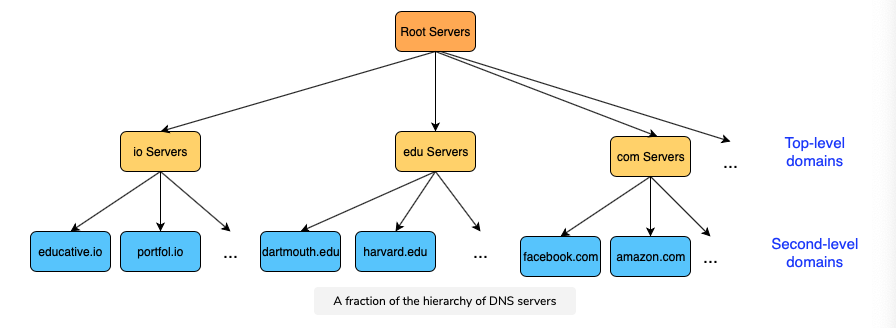 Root Servers
io Servers
edu Servers
com Servers
...
Top-level
domains
educative.io
portfol.io
...
dartmouth.edu
harvard.edu
...
facebook.com
amazon.com
...
Second-level
domains
A fraction of the hierarchy of DNS servers